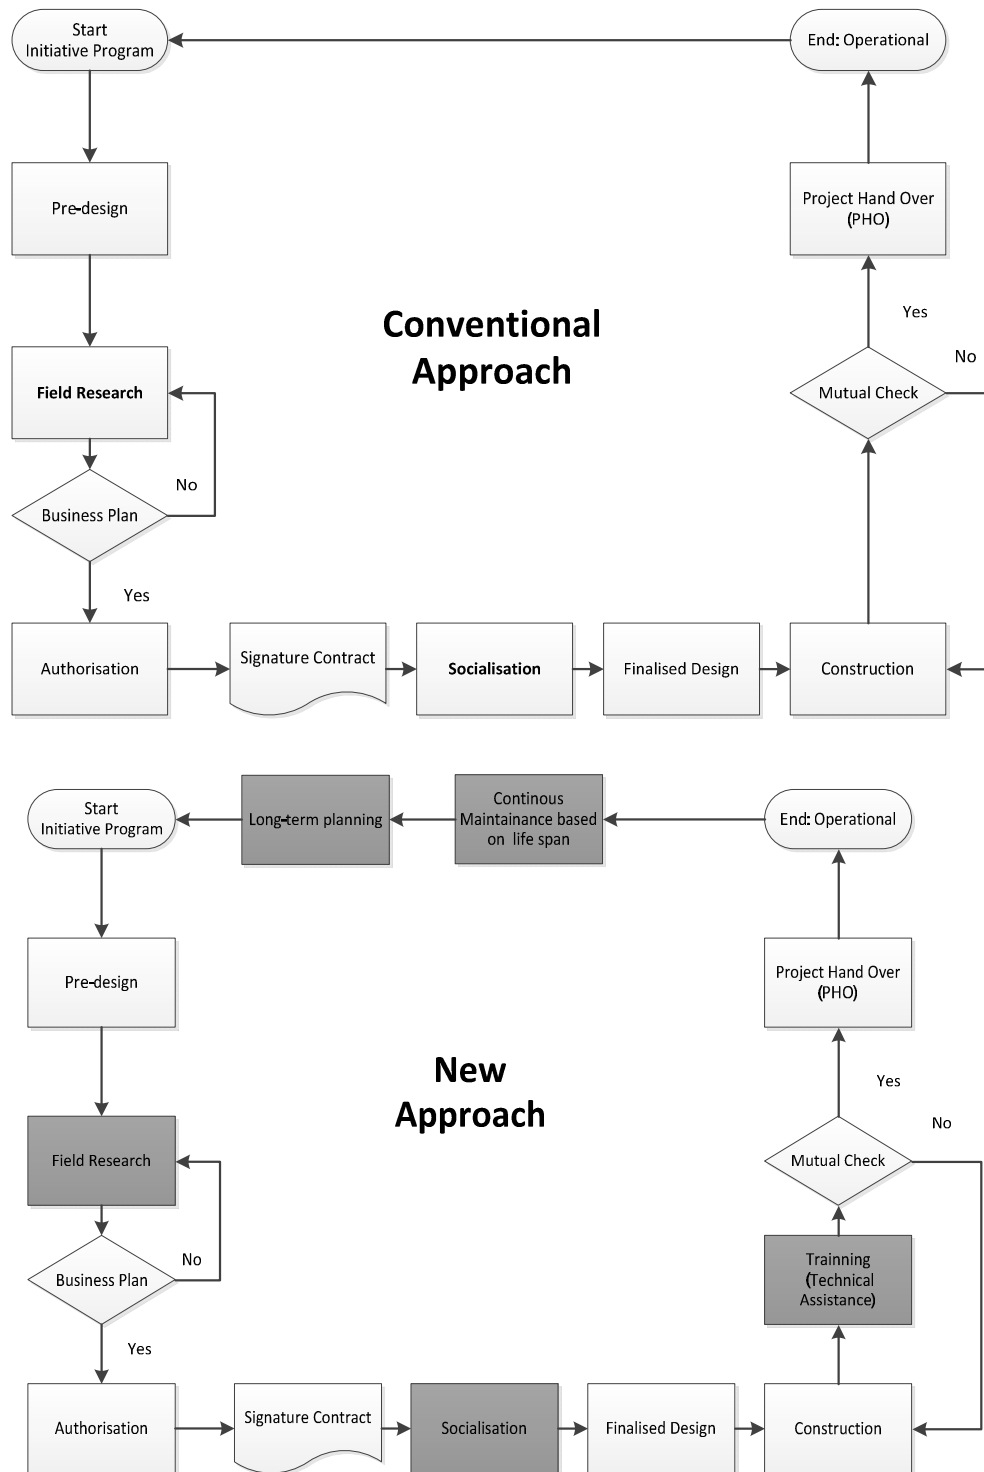 Start
Initiative Program
End: Operational
Pre-design
Project Hand Over
(PHO)
Conventional
Approach
Yes
No
Field Research
Mutual Check
No
Business Plan
Yes
Authorisation
Signature Contract
Socialisation
Finalised Design
Construction
Start
Initiative Program
Long-term planning
Continous
Maintainance based
on life span
End: Operational
Pre-design
Project Hand Over
(PHO)
New
Approach
Yes
No
Field Research
Mutual Check
No
Business Plan
Trainning
(Technical
Assistance)
Yes
Authorisation
Signature Contract
Socialisation
Finalised Design
Construction